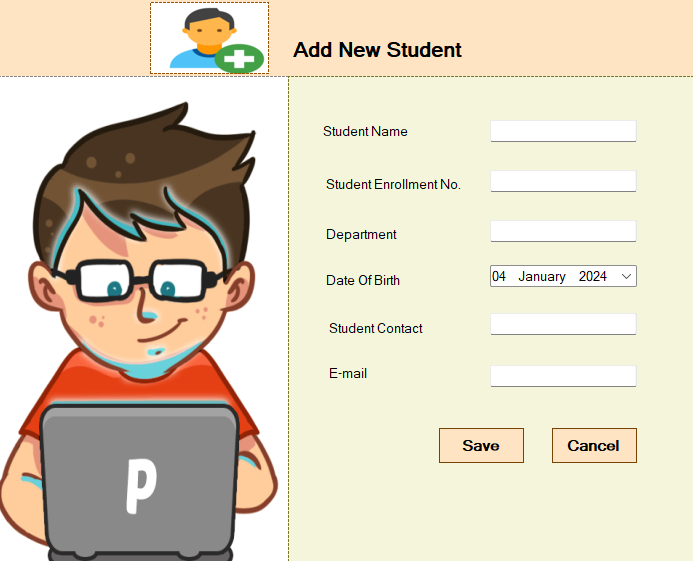 Add New Student
Student Name
Student Enrollment No.
Department
Date Of Birth 04 January 2024
Student Contact
E-mail
Save Cancel
P